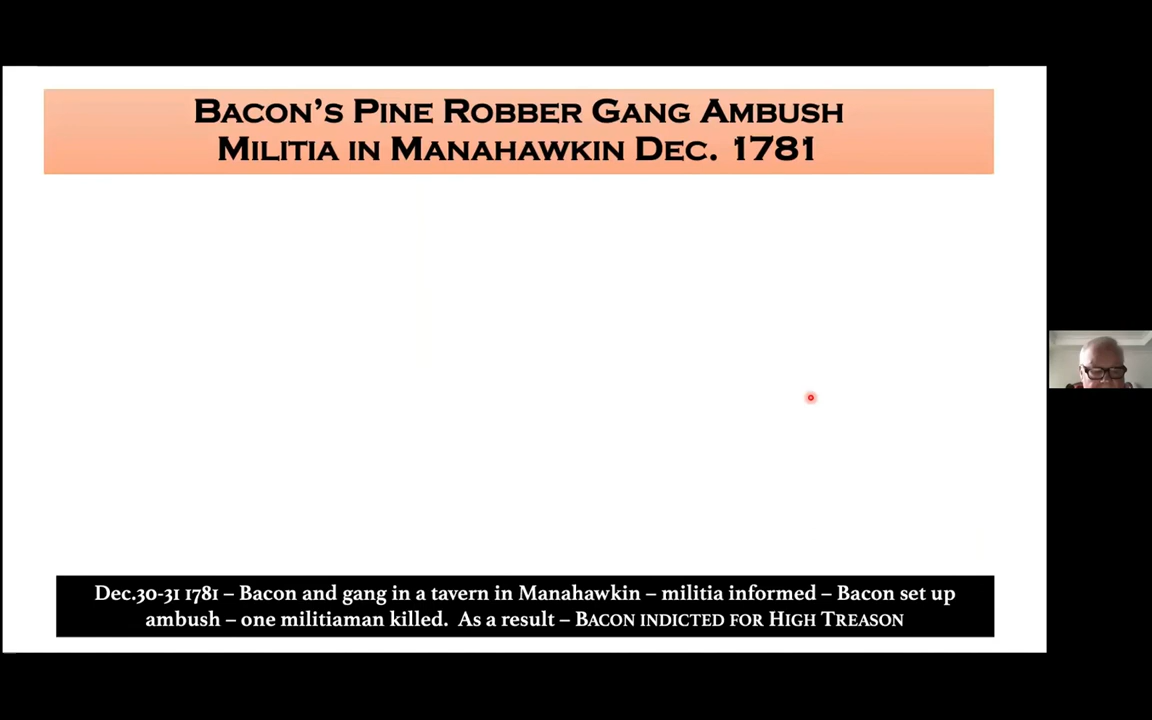 BACON'S PINE ROBBER GANG AMBUSH
MILITIA IN MANAHAWKIN DEC. 1781
Dec.30-31 1781 – Bacon and gang in a tavern in Manahawkin – militia informed – Bacon set up
ambush – one militiaman killed. As a result – BACON INDICTED FOR HIGH TREASON